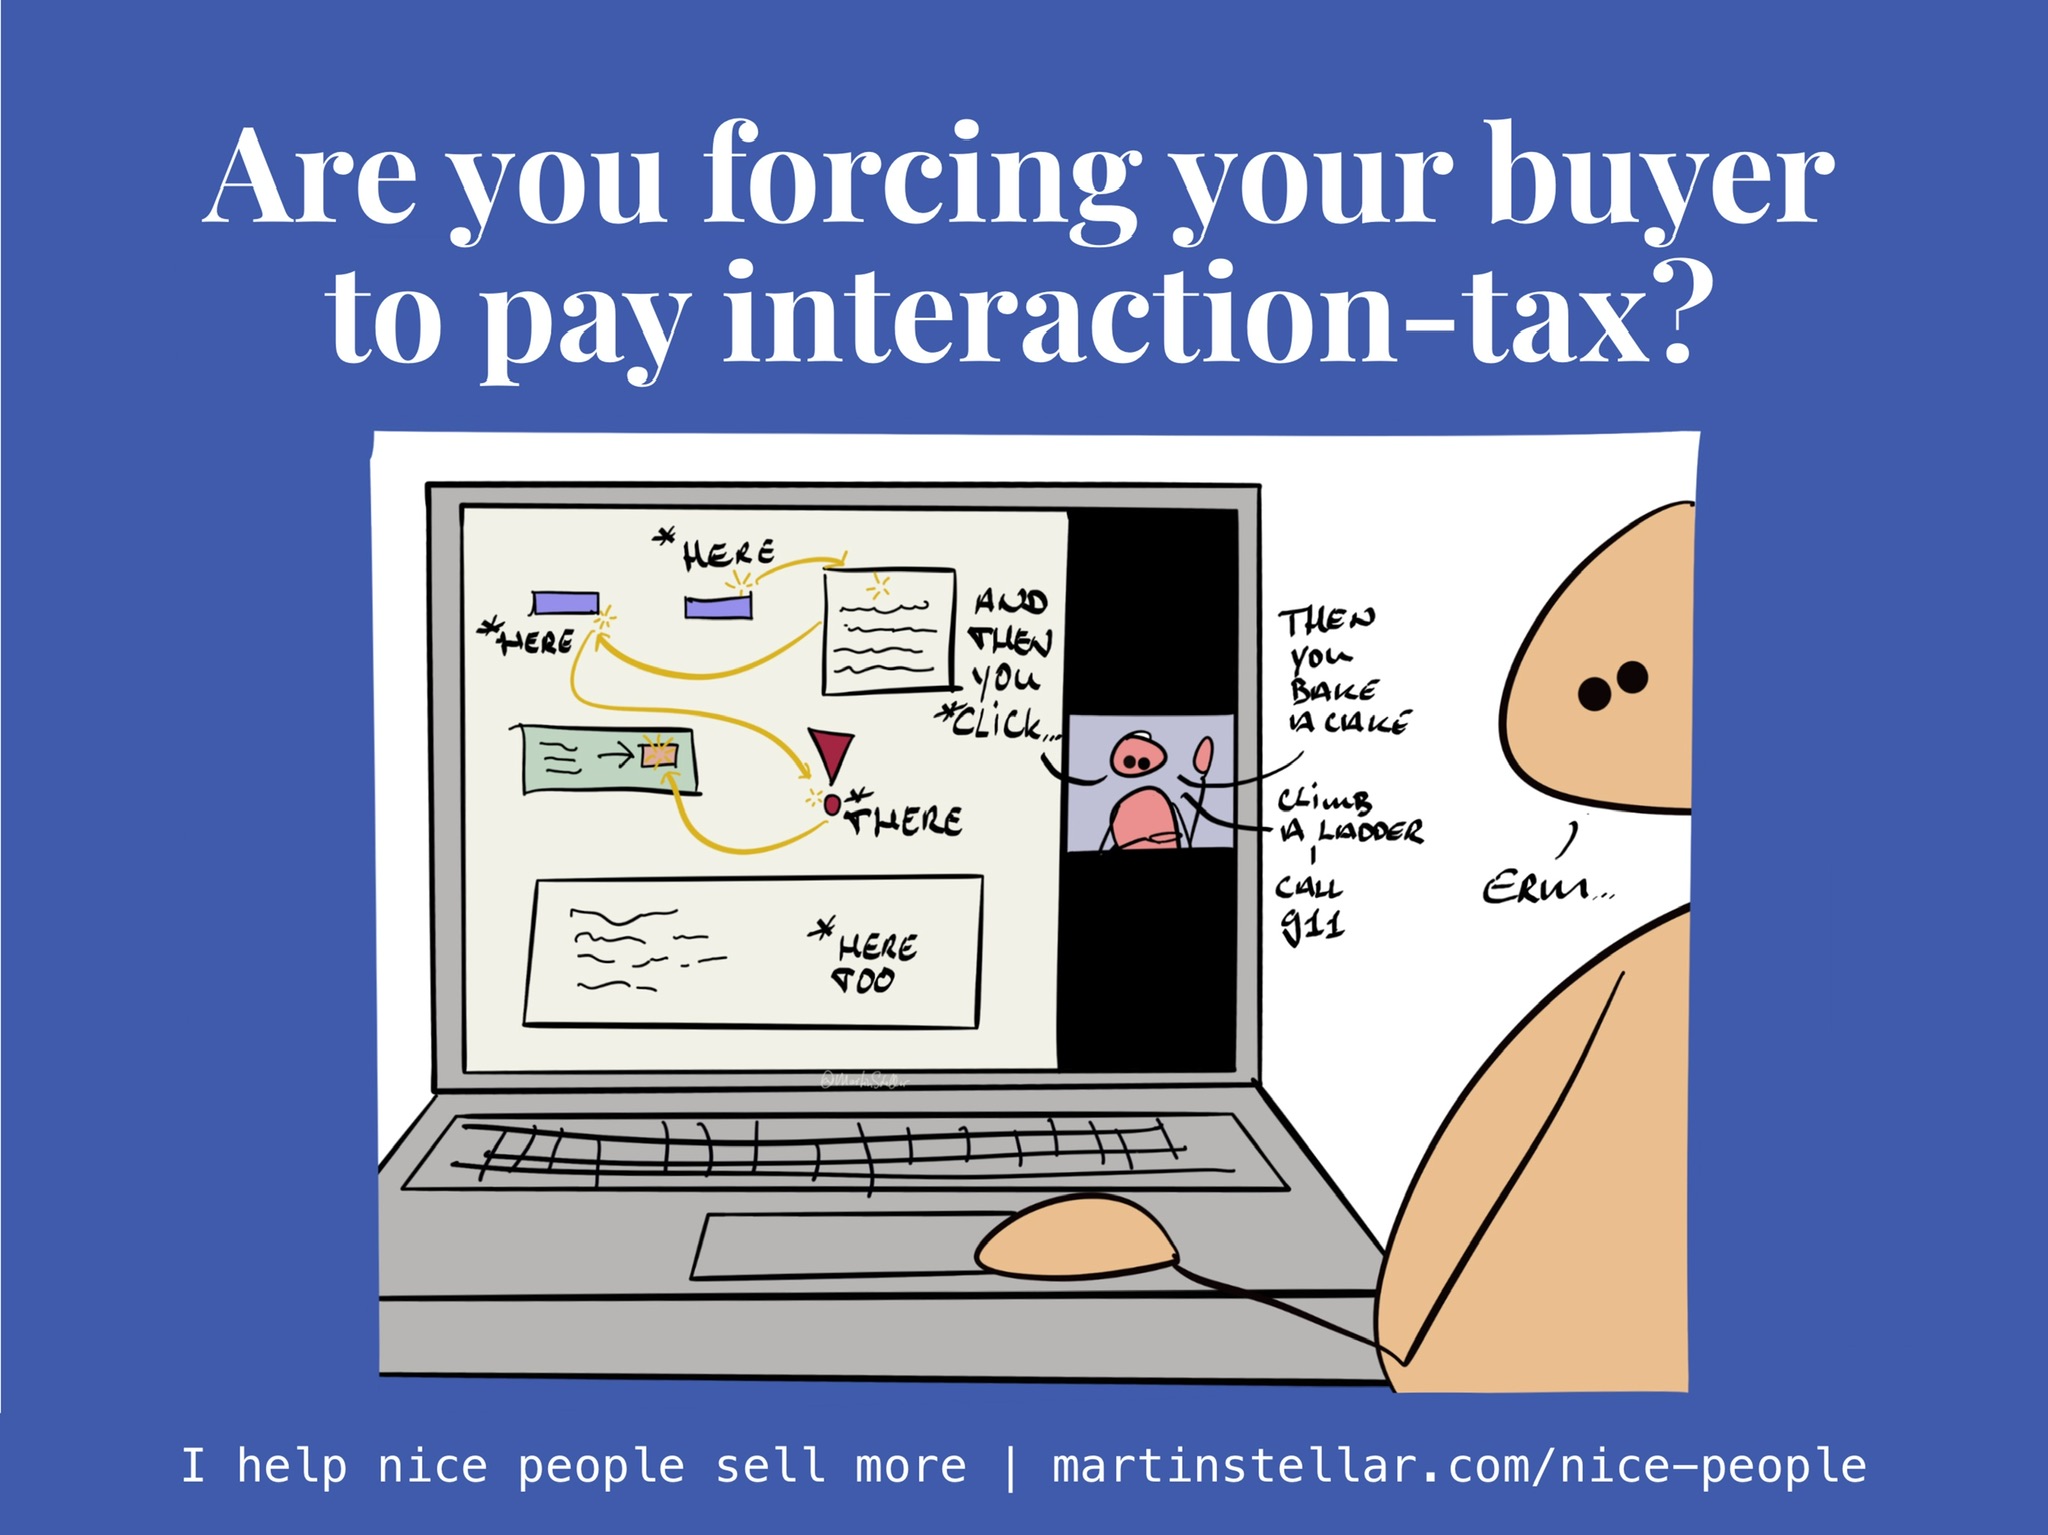 Are you forcing your buyer
to pay interaction-tax?
*HERE
*HERE
AND
THEN
YOU
*CLICK...
*THERE
*HERE
TOO
THEN
YOU
BAKE
A CAKE
CLIMB
A LADDER
CALL
911
ERM...
@MartinStellar
I help nice people sell more | martinstellar.com/nice-people